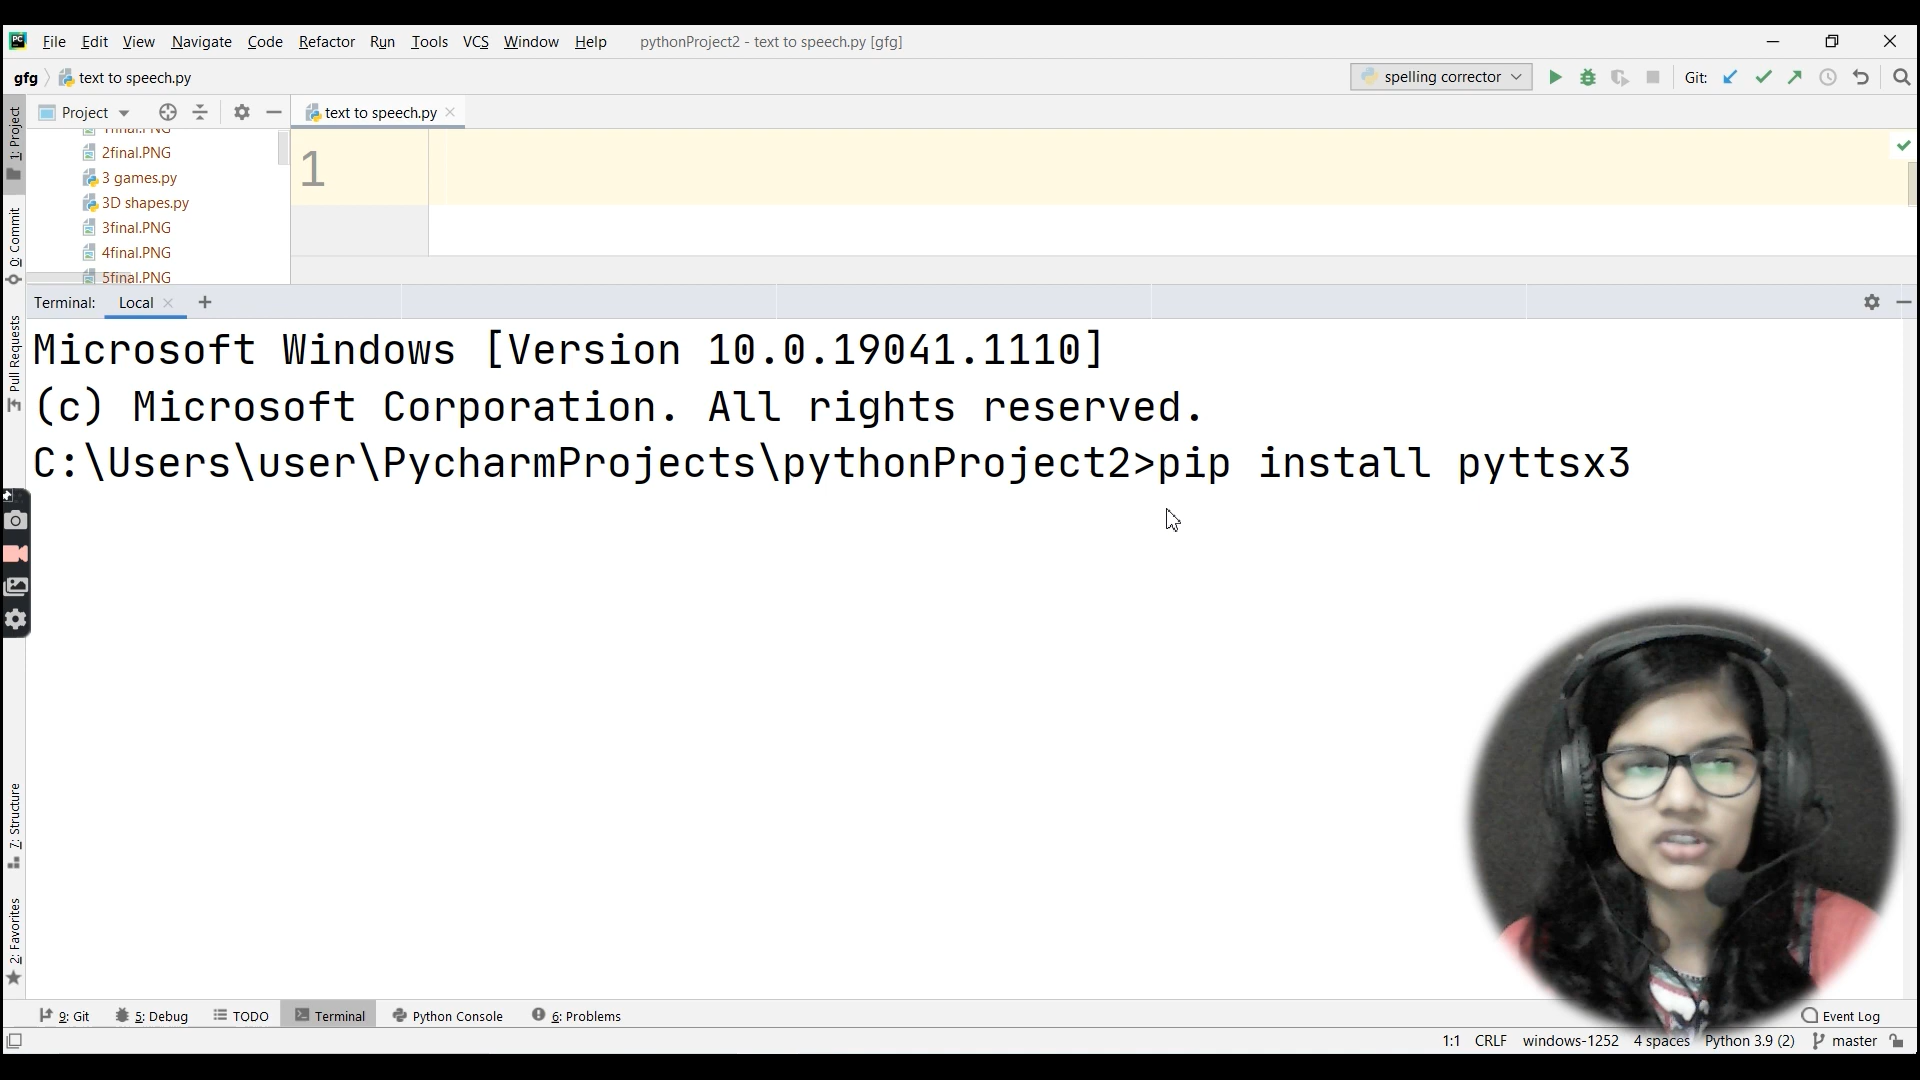 File Edit View Navigate Code Refactor Run Tools VCS Window Help pythonProject2 - text to speech.py [gfg]
gfg text to speech.py spelling corrector Git:
Project text to speech.py
1final.PNG
2final.PNG
3 games.py
3D shapes.py
3final.PNG
4final.PNG
5final.PNG
1
1: Project
0: Commit
Pull Requests
7: Structure
2: Favorites
Terminal: Local
Microsoft Windows [Version 10.0.19041.1110]
(c) Microsoft Corporation. All rights reserved.
C:\Users\user\PycharmProjects\pythonProject2>pip install pyttsx3
9: Git 5: Debug TODO Terminal Python Console 6: Problems Event Log
1:1 CRLF windows-1252 4 spaces Python 3.9 (2) master